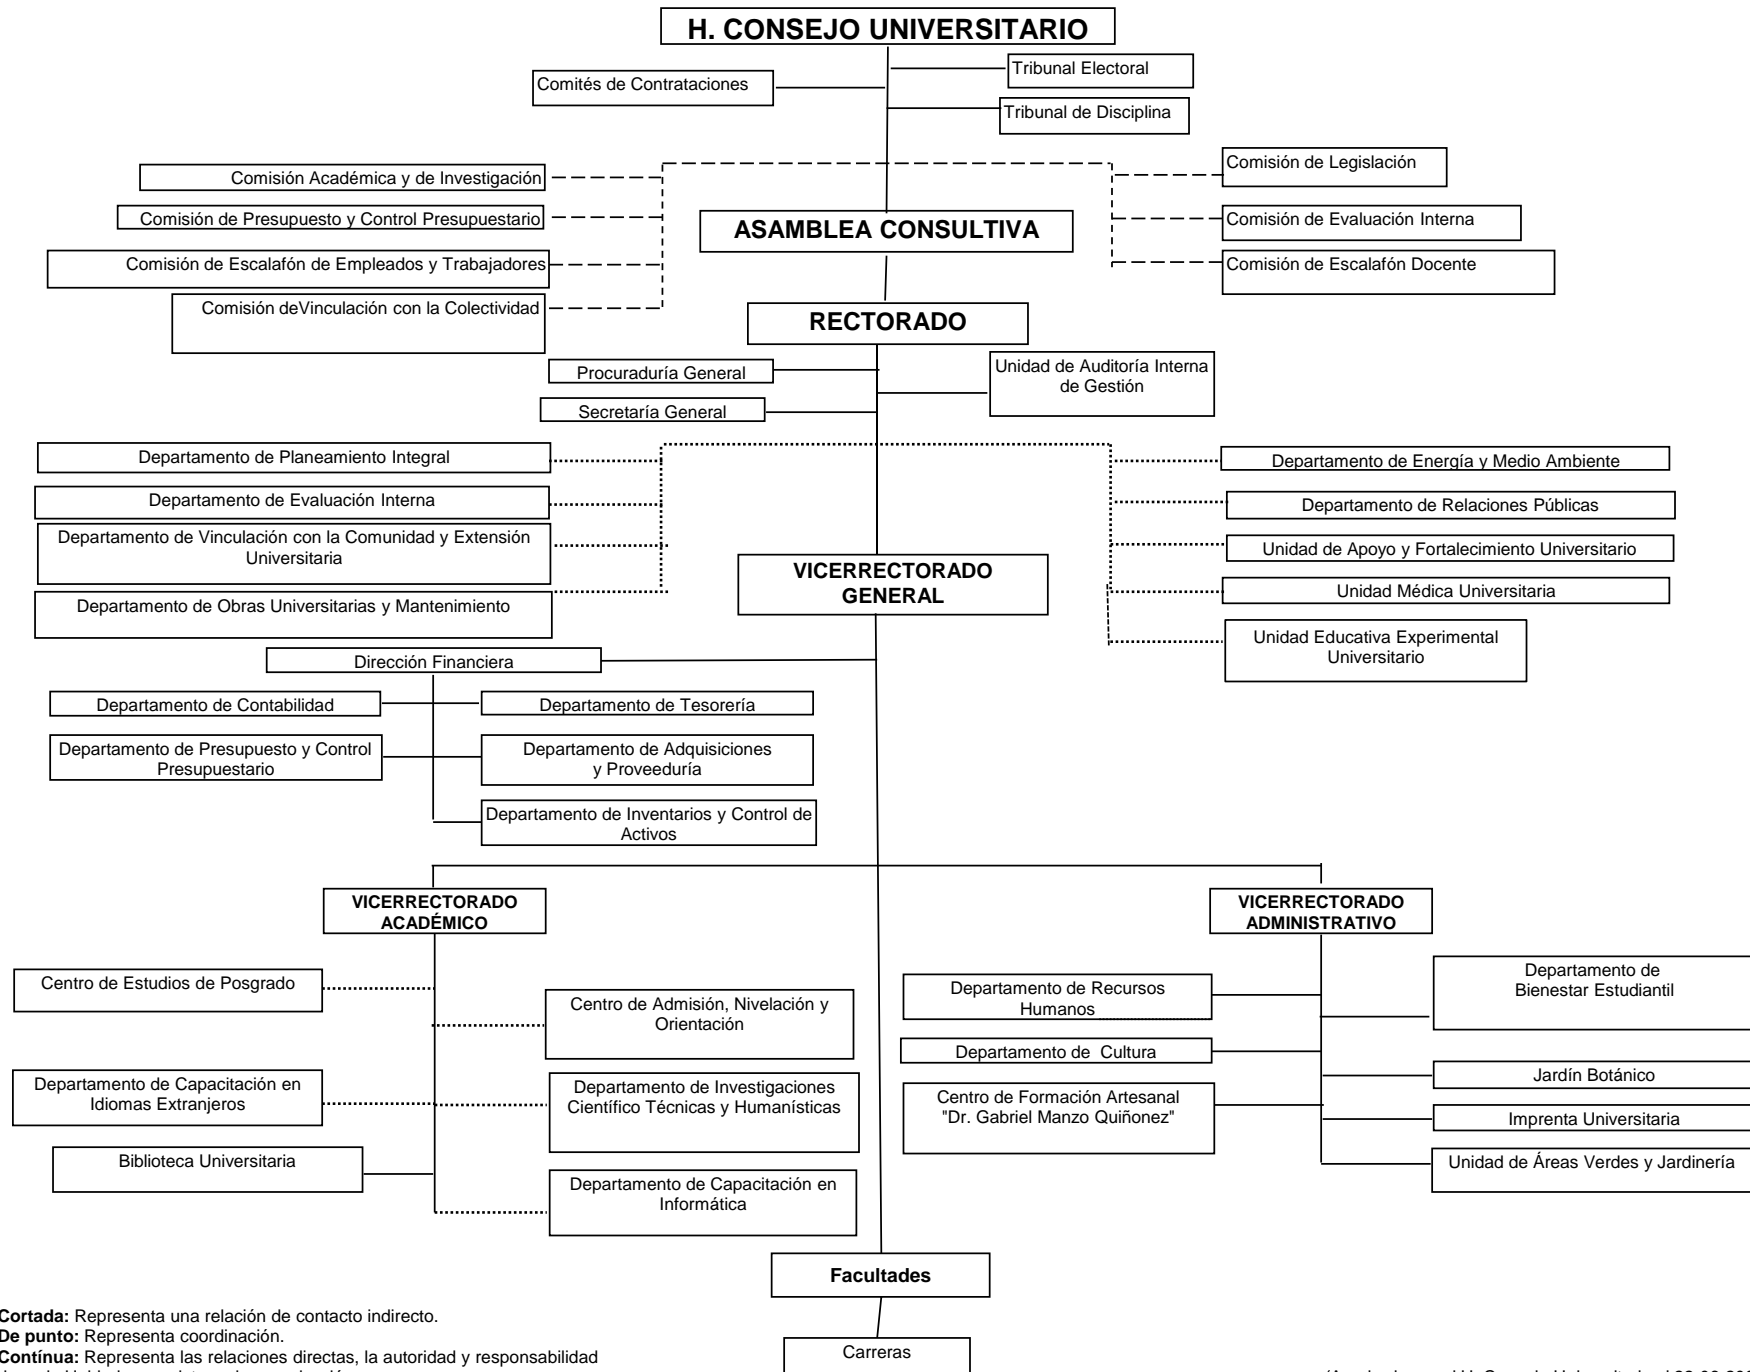 H. CONSEJO UNIVERSITARIO
Tribunal Electoral
Comités de Contrataciones
Tribunal de Disciplina
Comisión Académica y de Investigación
Comisión de Legislación
Comisión de Presupuesto y Control Presupuestario
Comisión de Evaluación Interna
ASAMBLEA CONSULTIVA
Comisión de Escalafón de Empleados y Trabajadores
Comisión de Escalafón Docente
Comisión deVinculación con la Colectividad
RECTORADO
Procuraduría General
Unidad de Auditoría Interna
de Gestión
Secretaría General
Departamento de Planeamiento Integral
Departamento de Energía y Medio Ambiente
Departamento de Evaluación Interna
Departamento de Relaciones Públicas
Departamento de Vinculación con la Comunidad y Extensión
Universitaria
Unidad de Apoyo y Fortalecimiento Universitario
VICERRECTORADO
GENERAL
Departamento de Obras Universitarias y Mantenimiento
Unidad Médica Universitaria
Unidad Educativa Experimental
Universitario
Dirección Financiera
Departamento de Contabilidad
Departamento de Tesorería
Departamento de Presupuesto y Control
Presupuestario
Departamento de Adquisiciones
y Proveeduría
Departamento de Inventarios y Control de
Activos
VICERRECTORADO
ACADÉMICO
VICERRECTORADO
ADMINISTRATIVO
Centro de Estudios de Posgrado
Centro de Admisión, Nivelación y
Orientación
Departamento de Recursos
Humanos
Departamento de
Bienestar Estudiantil
Departamento de Cultura
Departamento de Capacitación en
Idiomas Extranjeros
Departamento de Investigaciones
Científico Técnicas y Humanísticas
Centro de Formación Artesanal
"Dr. Gabriel Manzo Quiñonez"
Jardín Botánico
Imprenta Universitaria
Biblioteca Universitaria
Unidad de Áreas Verdes y Jardinería
Departamento de Capacitación en
Informática
Facultades
Cortada: Representa una relación de contacto indirecto.
De punto: Representa coordinación.
Contínua: Representa las relaciones directas, la autoridad y responsabilidad
Carreras